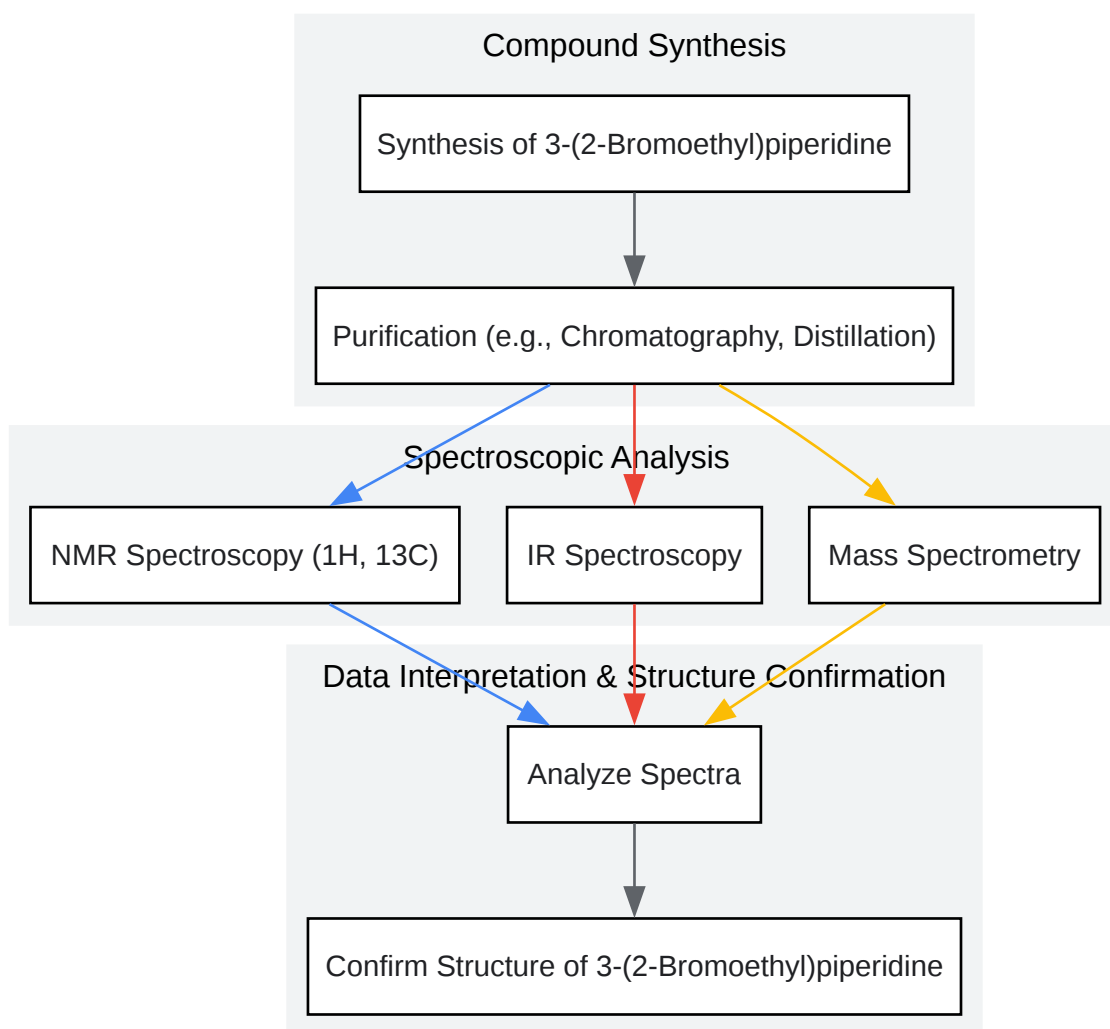 Compound Synthesis
Synthesis of 3-(2-Bromoethyl)piperidine
Purification (e.g., Chromatography, Distillation)
Spectroscopic Analysis
NMR Spectroscopy (1H, 13C)
IR Spectroscopy
Mass Spectrometry
Data Interpretation & Structure Confirmation
Analyze Spectra
Confirm Structure of 3-(2-Bromoethyl)piperidine